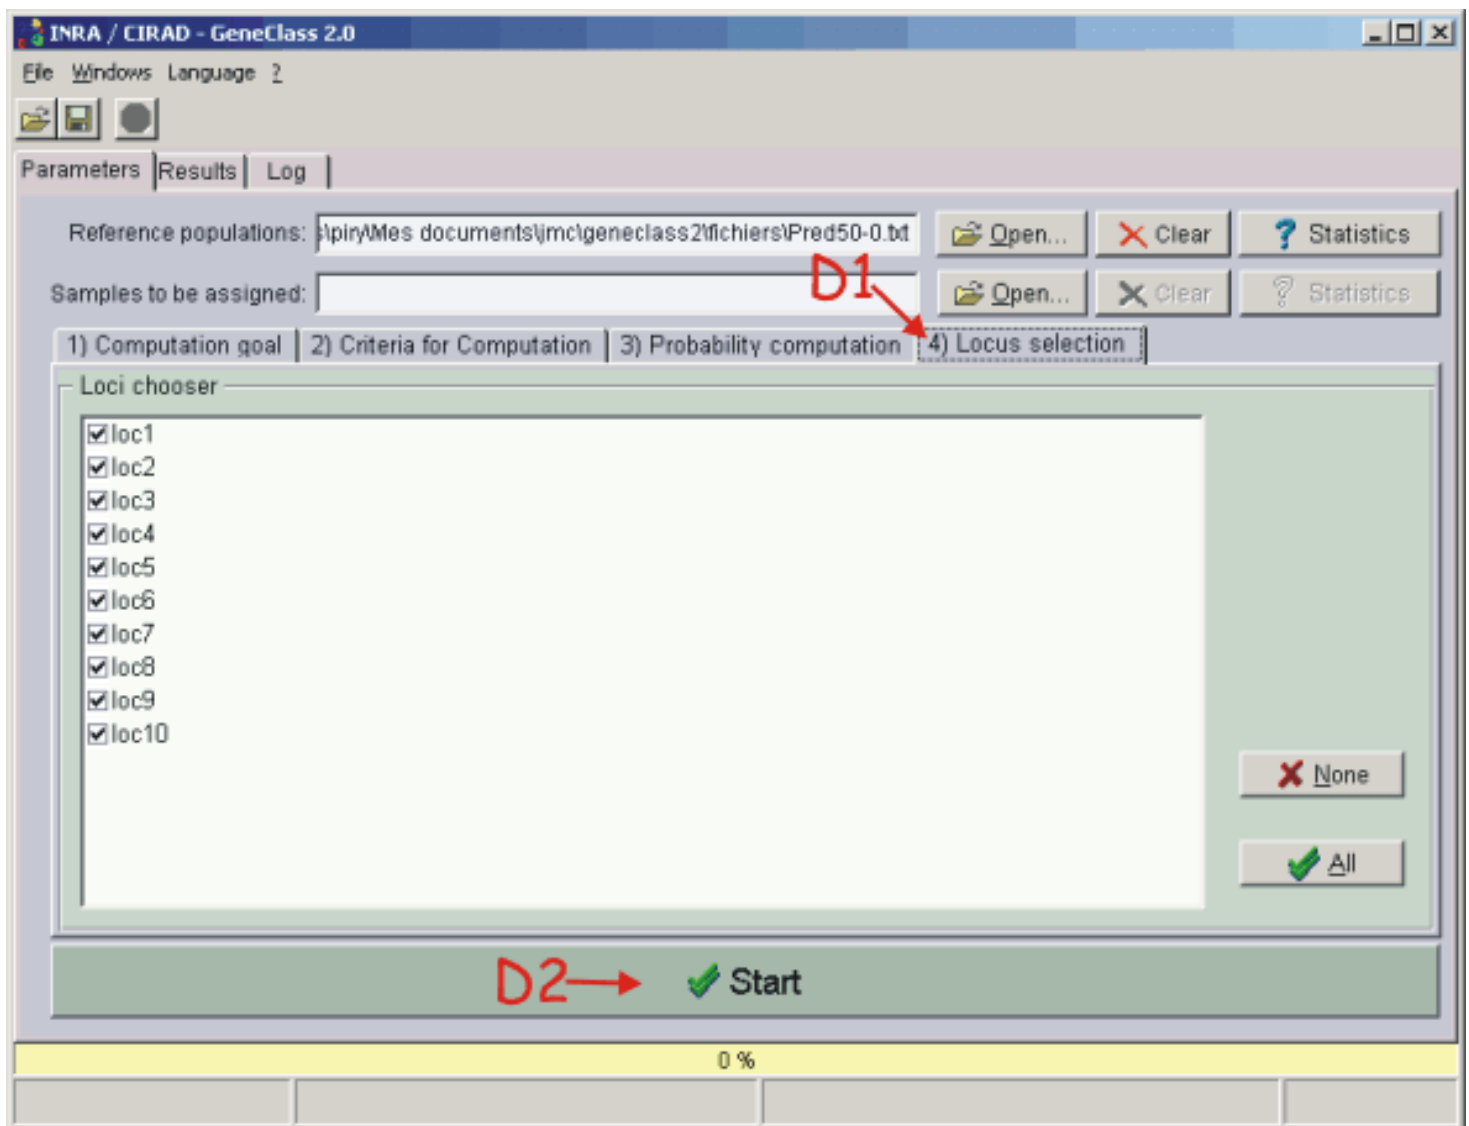 INRA / CIRAD - GeneClass 2.0
File Windows Language ?
Parameters Results Log
Reference populations: s\piry\Mes documents\jmc\geneclass2\fichiers\Pred50-0.txt Open... Clear ? Statistics
D1
Samples to be assigned: Open... Clear ? Statistics
1) Computation goal 2) Criteria for Computation 3) Probability computation 4) Locus selection
Loci chooser
loc1
loc2
loc3
loc4
loc5
loc6
loc7
loc8
loc9
loc10
None
All
D2 Start
0 %